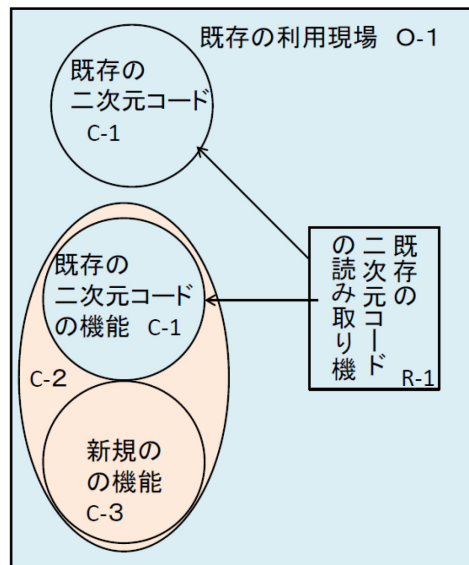 既存の利用現場 O-1
既存の
二次元コード
C-1
既存の
二次元コード
の機能 C-1
C-2
新規の
の機能
C-3
既存の
二次元コード
の読み取り機
R-1